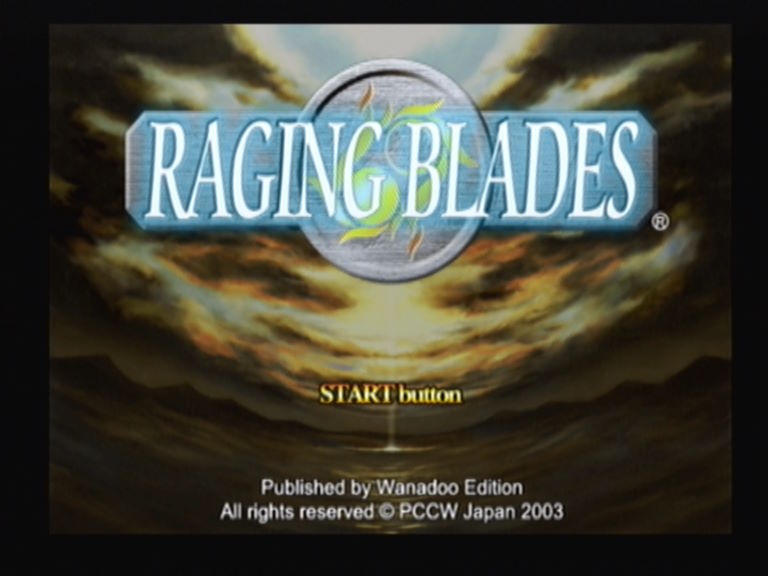 RAGING BLADES
®
START button
Published by Wanadoo Edition
All rights reserved © PCCW Japan 2003